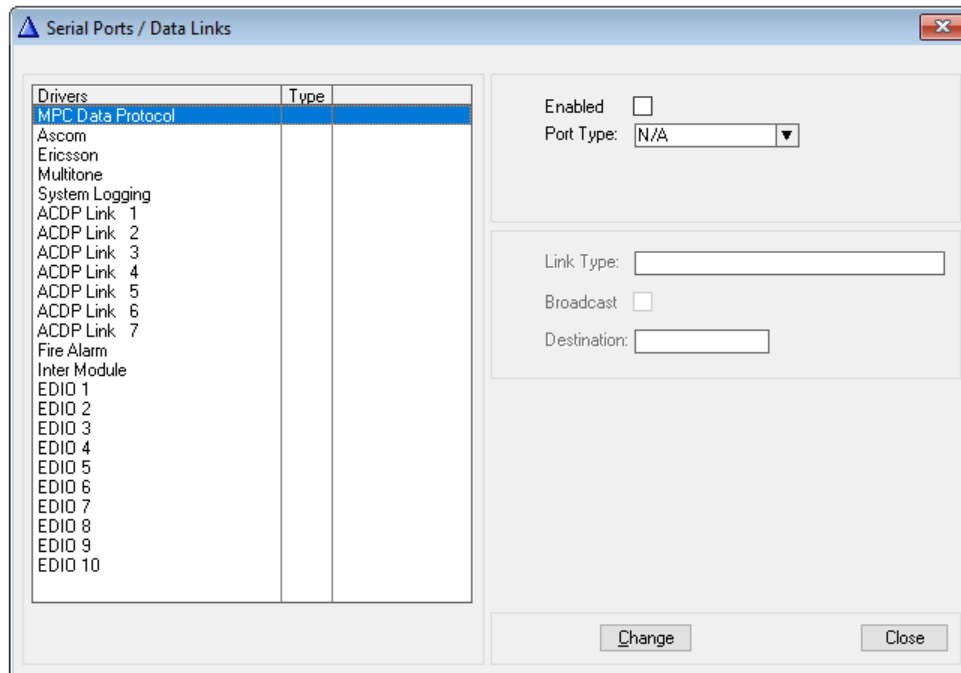 Serial Ports / Data Links
Drivers Type
MPC Data Protocol
Ascom
Ericsson
Multitone
System Logging
ACDP Link 1
ACDP Link 2
ACDP Link 3
ACDP Link 4
ACDP Link 5
ACDP Link 6
ACDP Link 7
Fire Alarm
Inter Module
EDIO 1
EDIO 2
EDIO 3
EDIO 4
EDIO 5
EDIO 6
EDIO 7
EDIO 8
EDIO 9
EDIO 10
Enabled
Port Type: N/A
Link Type:
Broadcast
Destination:
Change Close